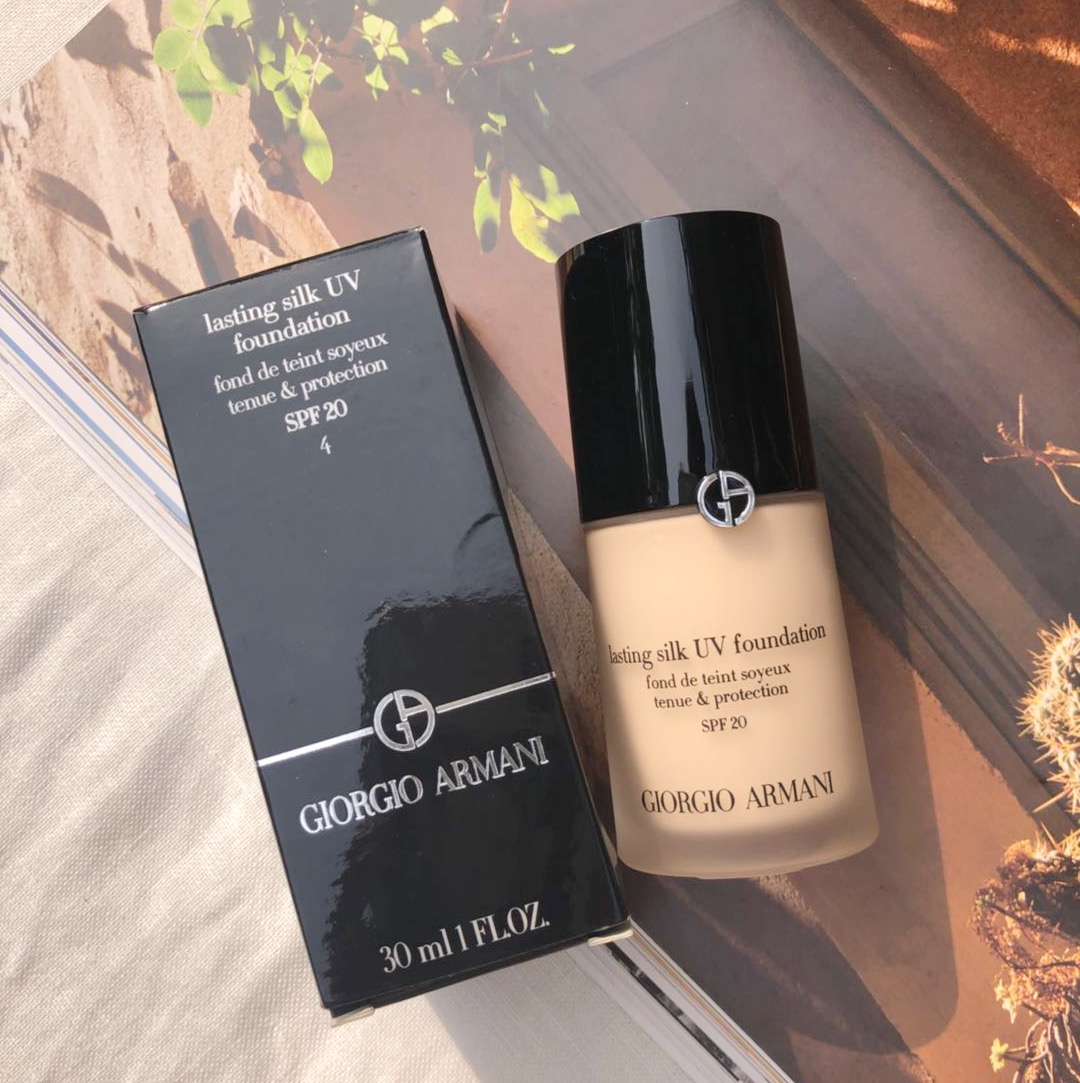 lasting silk UV
foundation
fond de teint soyeux
tenue & protection
SPF 20
4
GIORGIO ARMANI
30 ml 1 FL.OZ.
lasting silk UV foundation
fond de teint soyeux
tenue & protection
SPF 20
GIORGIO ARMANI